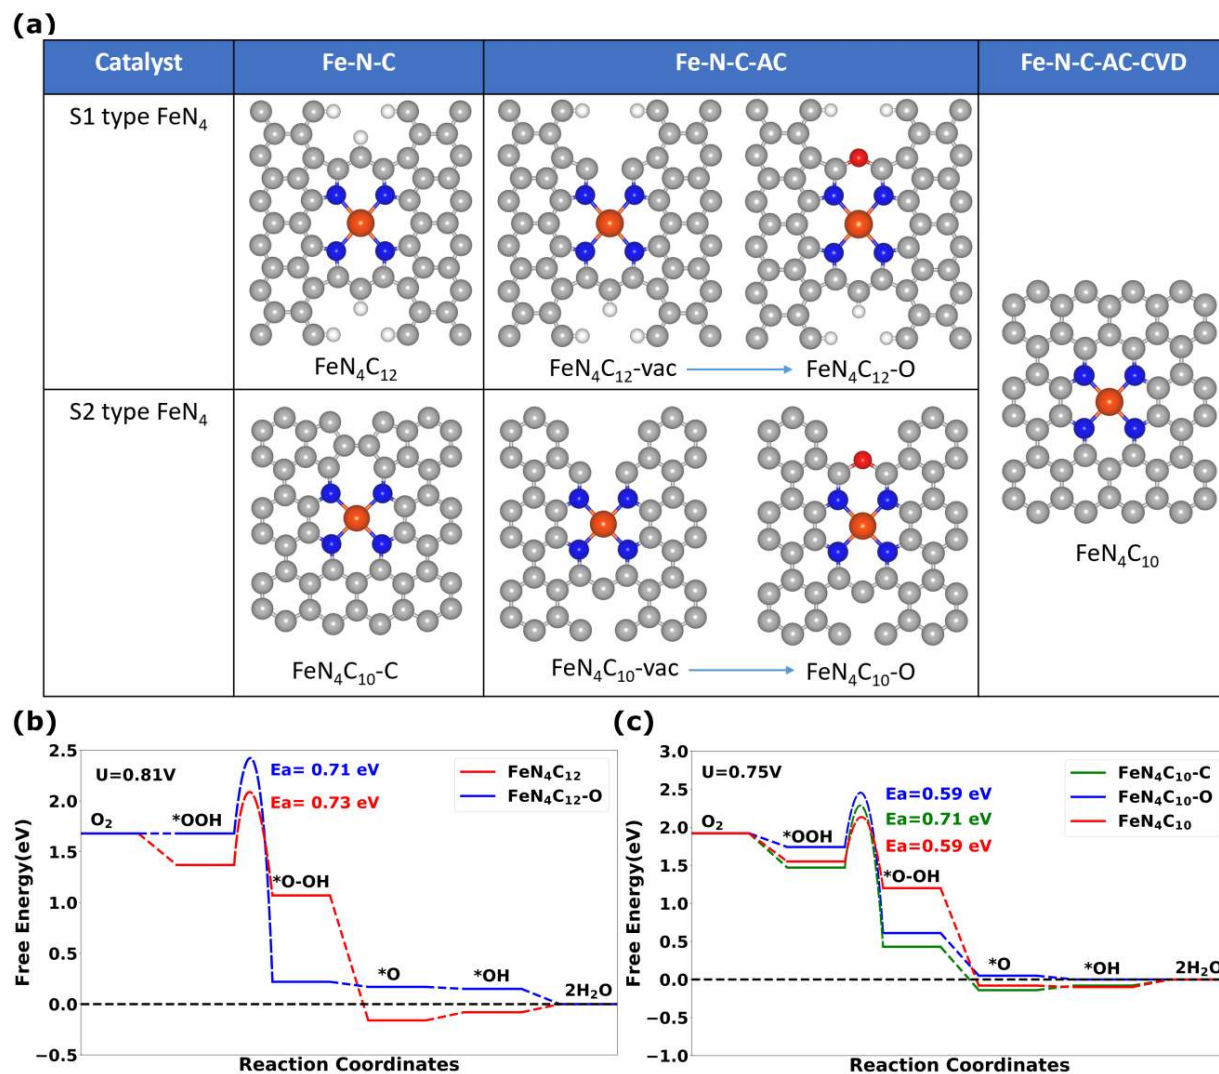 (a)
Catalyst Fe-N-C Fe-N-C-AC Fe-N-C-AC-CVD
S1 type FeN₄
FeN₄C₁₂ FeN₄C₁₂-vac FeN₄C₁₂-O
S2 type FeN₄
FeN₄C₁₀-C FeN₄C₁₀-vac FeN₄C₁₀-O
FeN₄C₁₀
(b)
Free Energy(eV)
2.5
2.0
1.5
1.0
0.5
0.0
−0.5
U=0.81V
O₂
*OOH
Ea= 0.71 eV
Ea= 0.73 eV
*O-OH
*O
*OH
2H₂O
FeN₄C₁₂
FeN₄C₁₂-O
Reaction Coordinates
(c)
Free Energy(eV)
3.0
2.5
2.0
1.5
1.0
0.5
0.0
−0.5
−1.0
U=0.75V
O₂
*OOH
Ea=0.59 eV
Ea=0.71 eV
Ea=0.59 eV
*O-OH
*O
*OH
2H₂O
FeN₄C₁₀-C
FeN₄C₁₀-O
FeN₄C₁₀
Reaction Coordinates